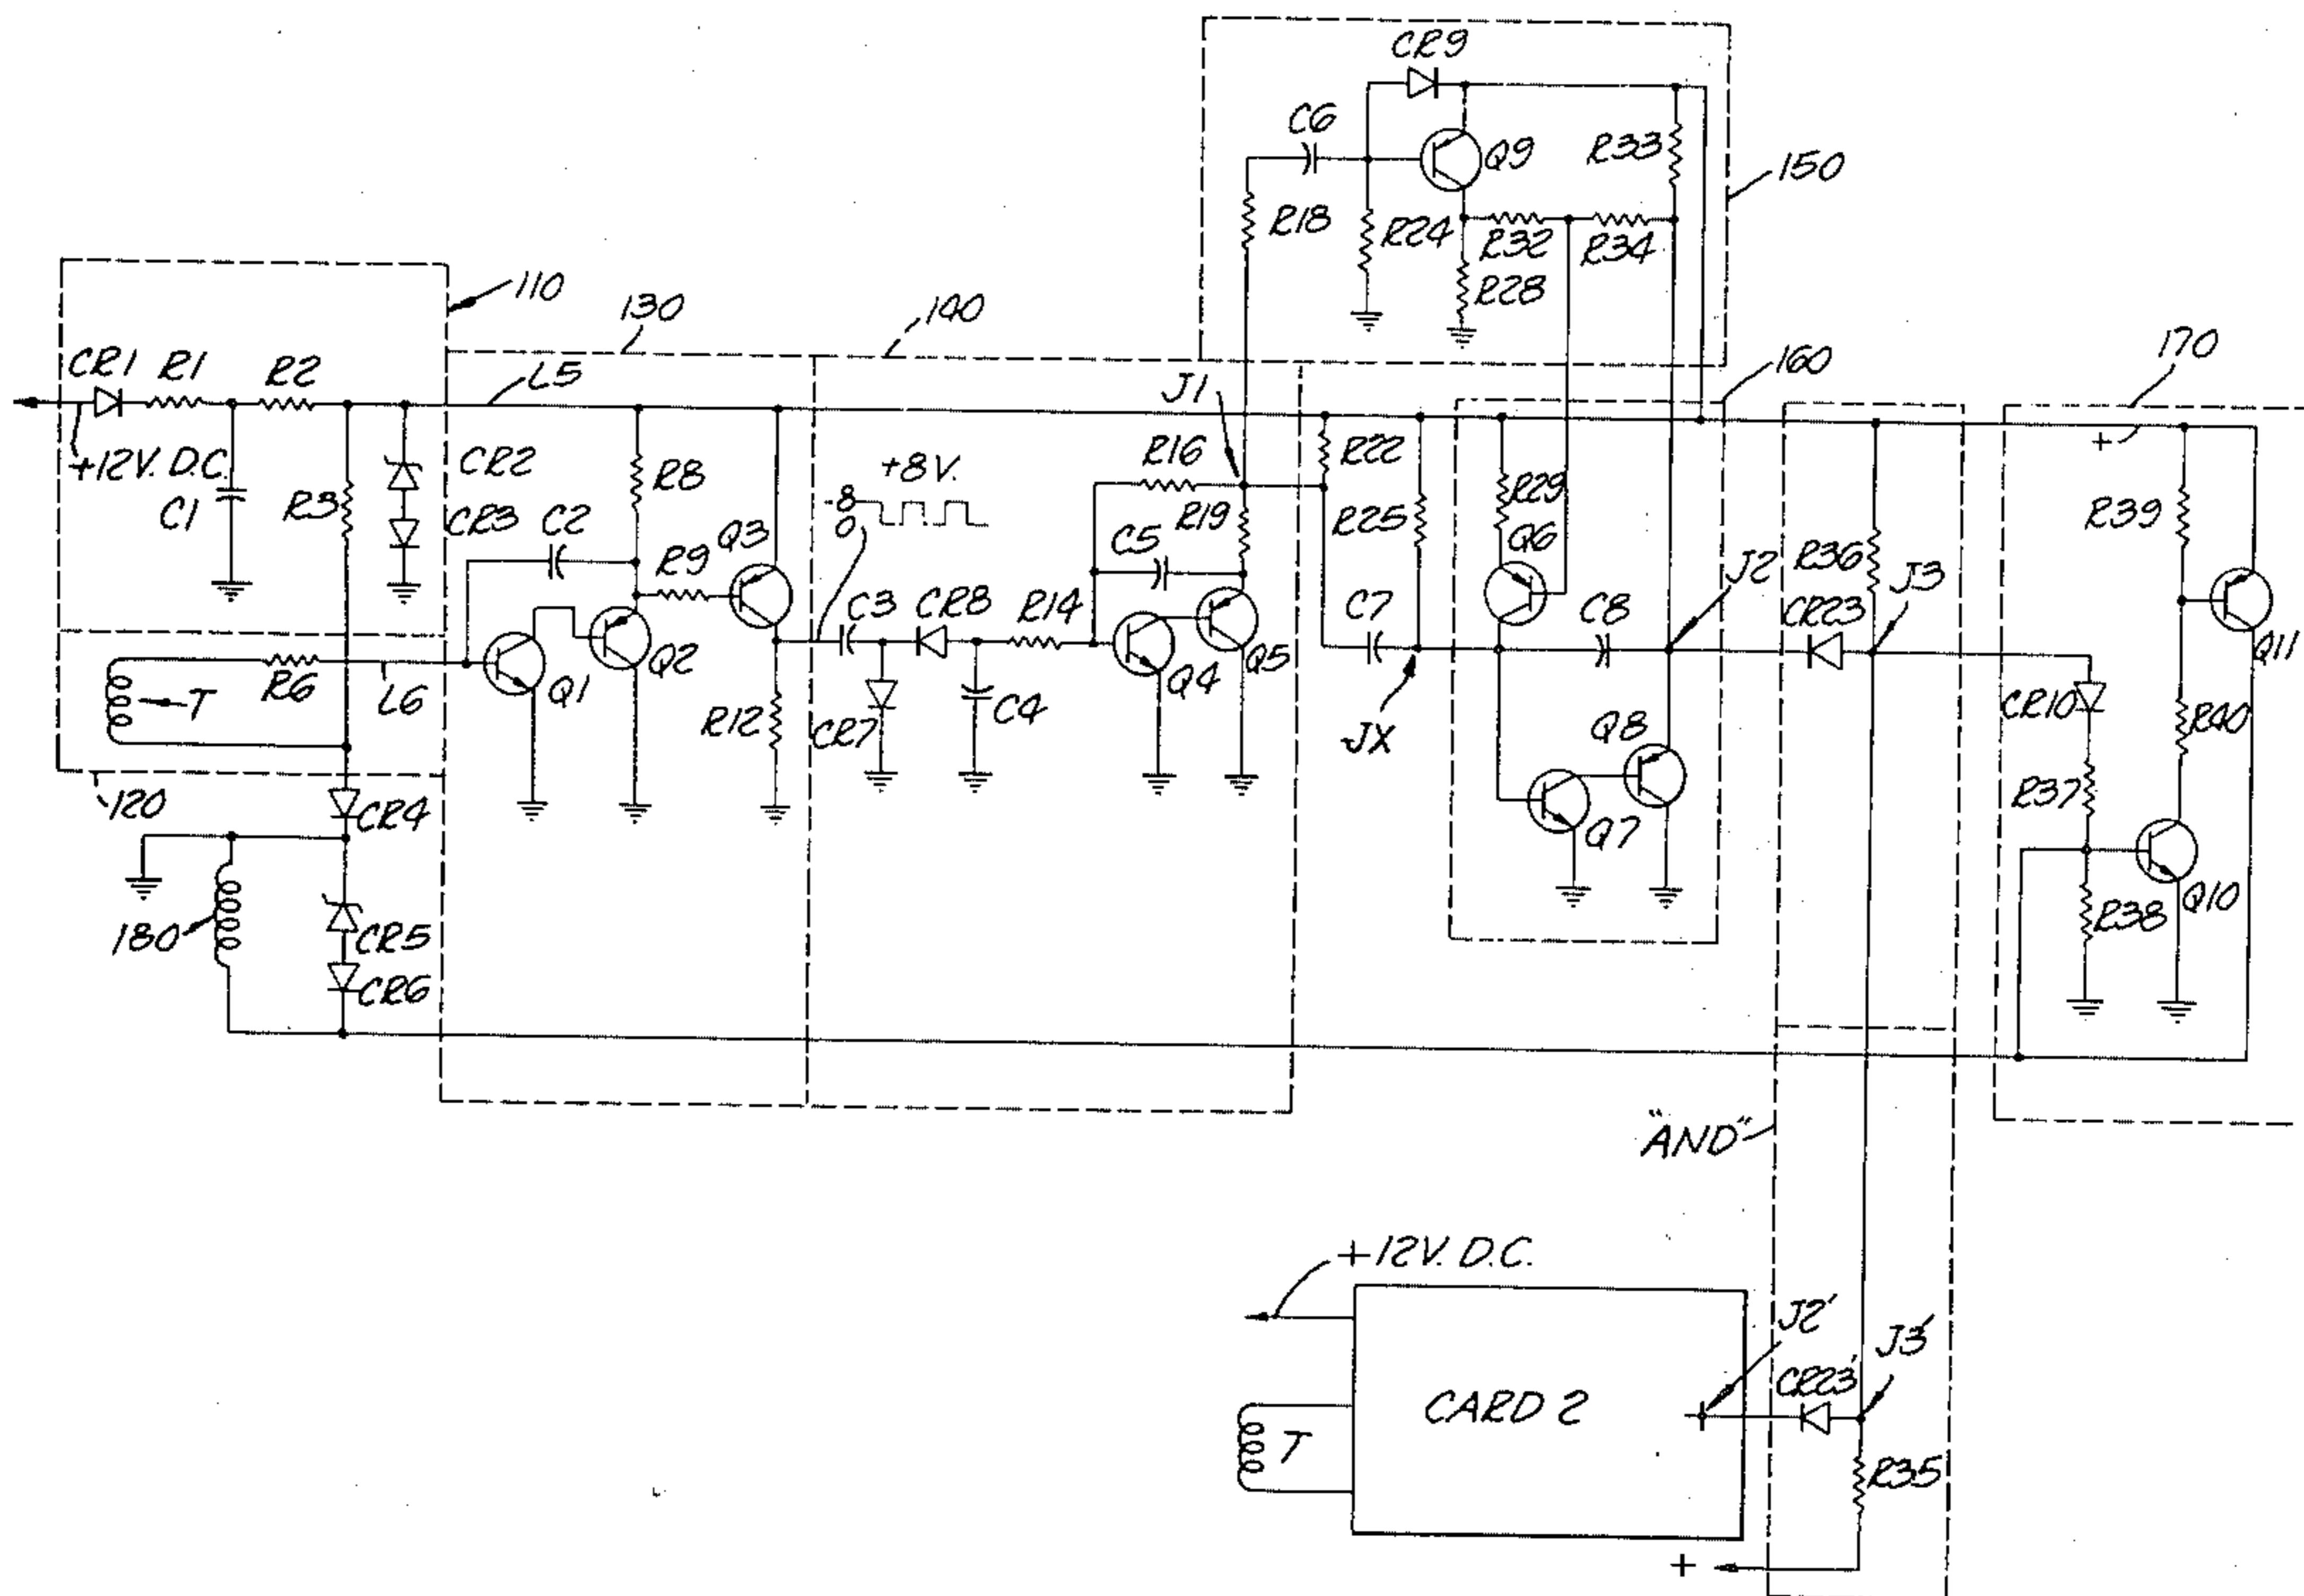 CR9
C6
Q9
R33
150
R18
R24
R32
R34
R28
110
130
140
CR1
R1
R2
L5
J1
160
170
+12V. D.C.
C1
R3
CR2
CR3
R8
C2
R9
Q3
+8V.
-8
0
R16
R22
R19
C5
R25
R29
Q6
R36
J2
J3
+
R39
Q11
T
R6
L6
Q1
Q2
R12
C3
CR8
R14
CR7
C4
Q4
Q5
C7
JX
C8
CR23
CR10
R40
Q8
Q7
R37
R38
Q10
120
CR4
180
CR5
CR6
"AND"
+12V. D.C.
CARD 2
T
J2'
J3'
CR23'
R35
+